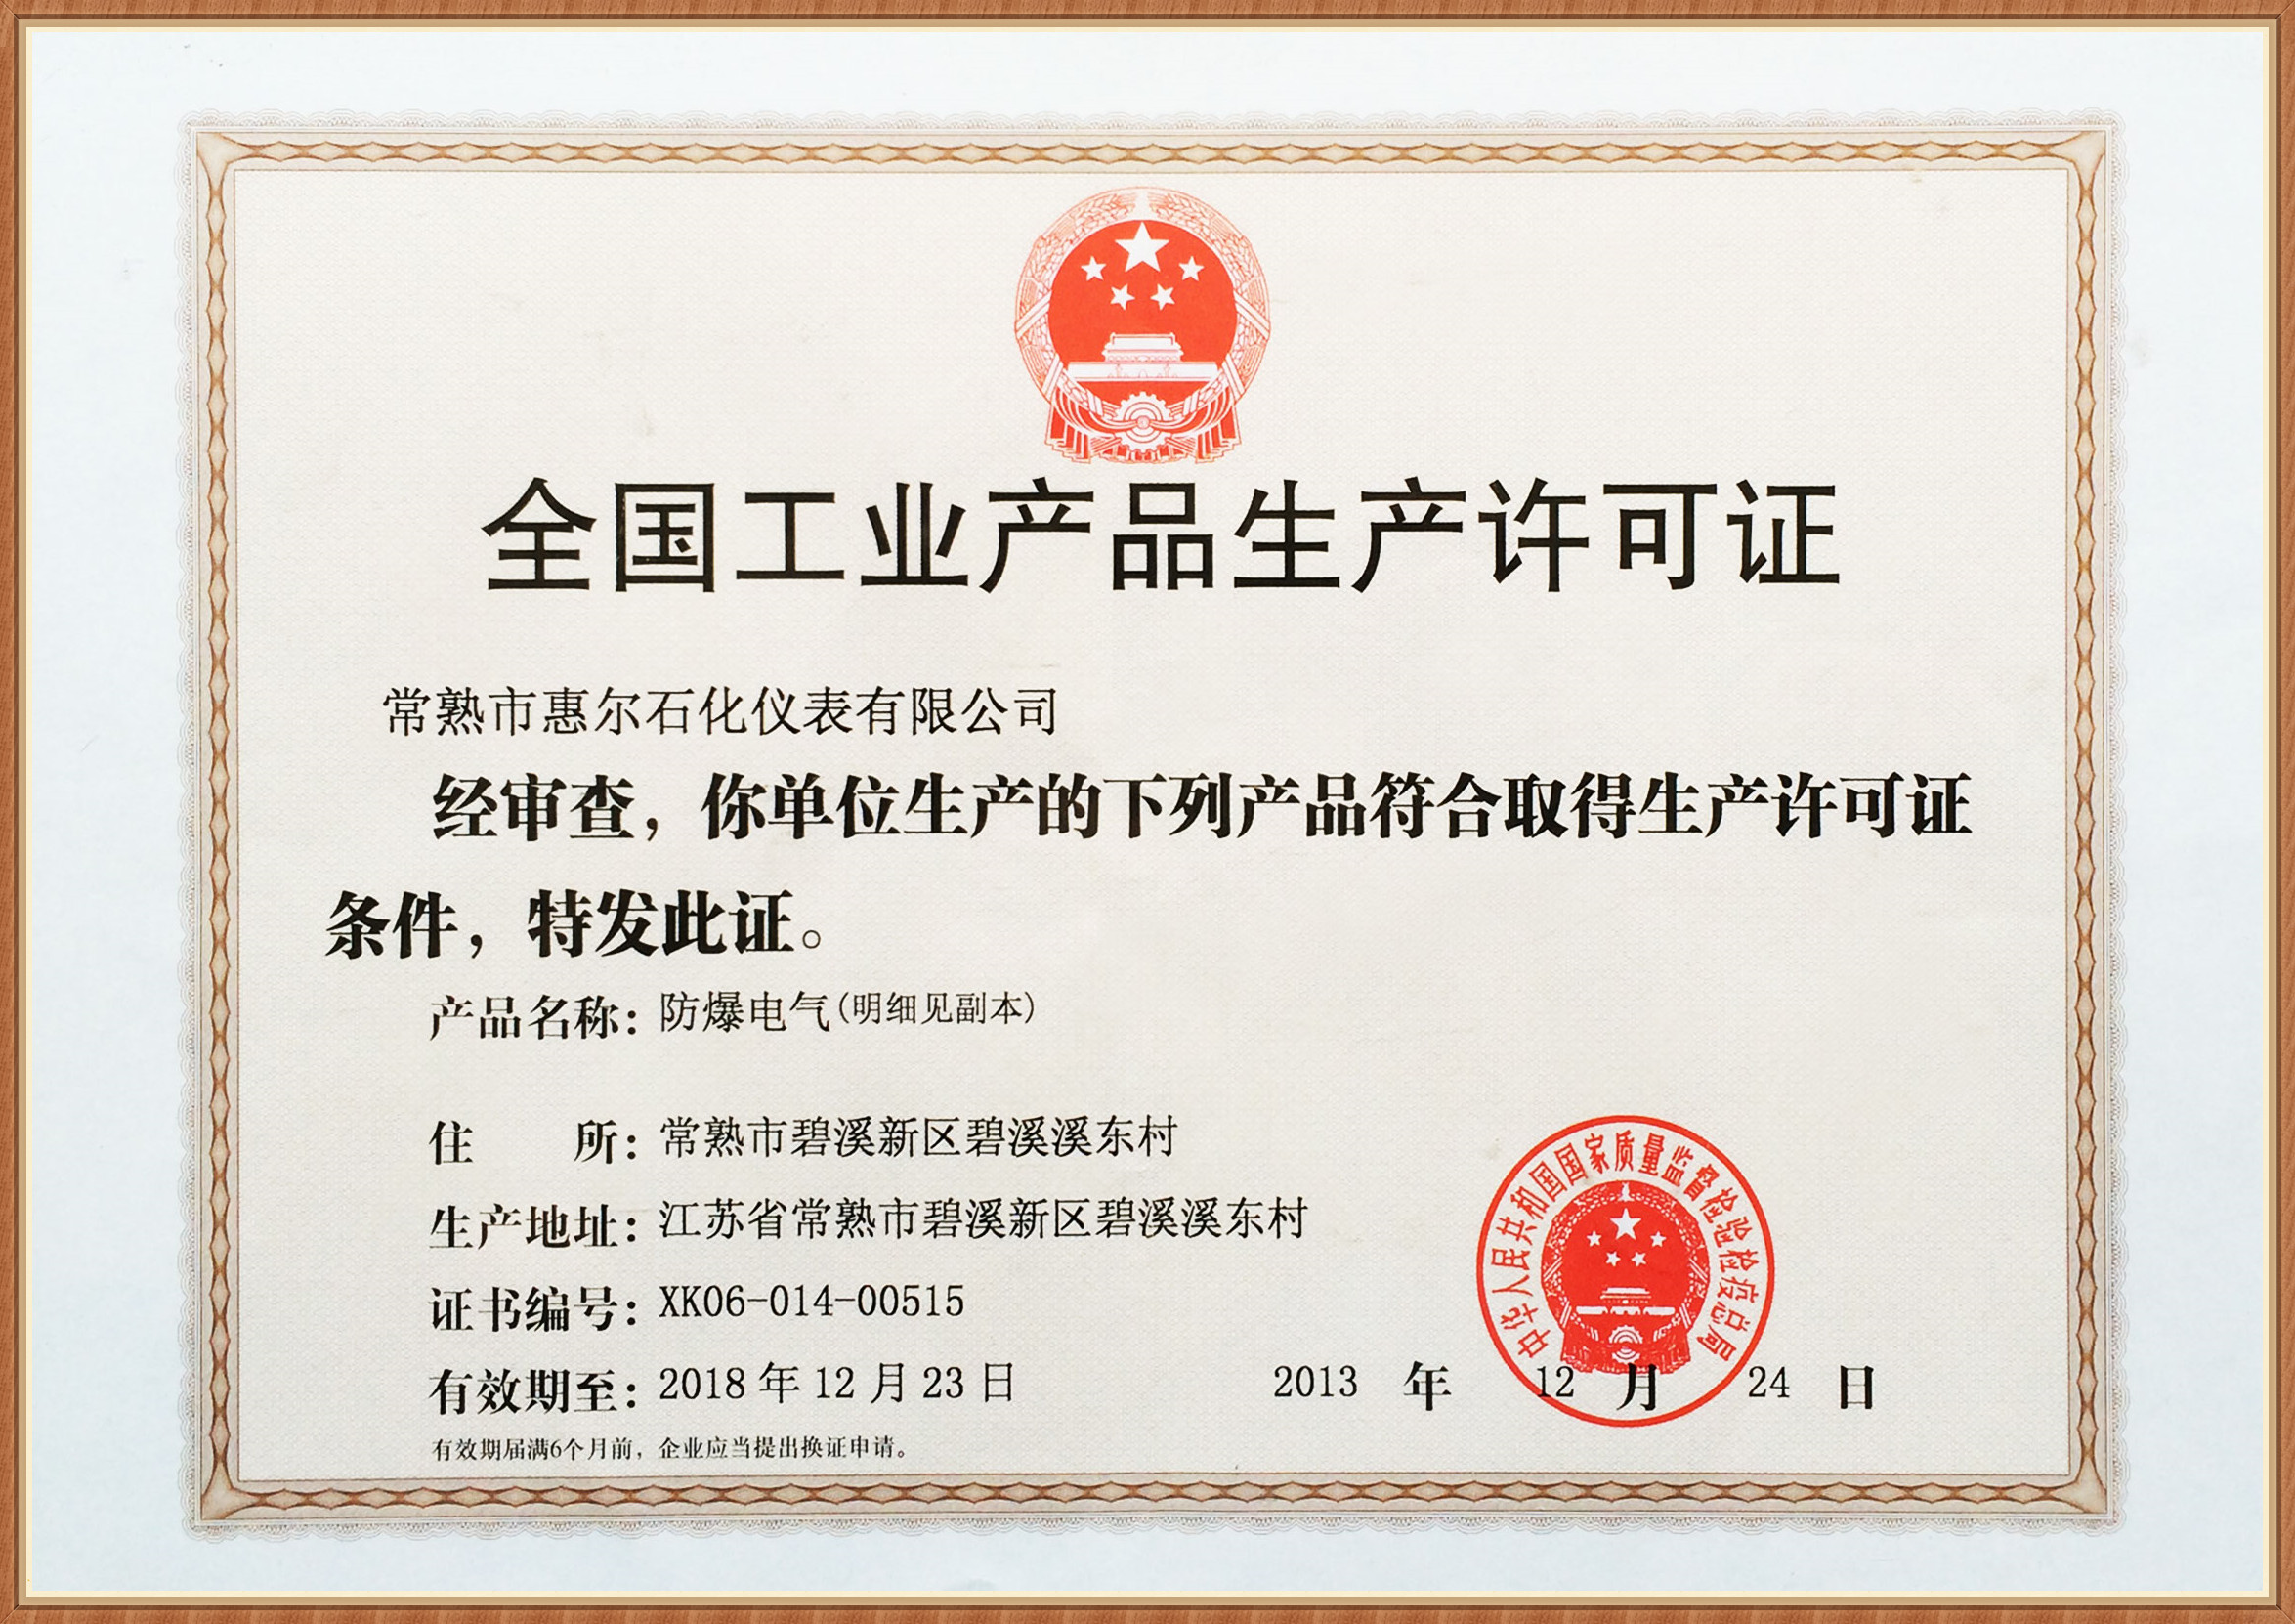 全国工业产品生产许可证
常熟市惠尔石化仪表有限公司
经审查，你单位生产的下列产品符合取得生产许可证
条件，特发此证。
产品名称：防爆电气(明细见副本)
住 所：常熟市碧溪新区碧溪溪东村
生产地址：江苏省常熟市碧溪新区碧溪溪东村
证书编号：XK06-014-00515
有效期至：2018 年 12 月 23 日
中华人民共和国国家质量监督检验检疫总局
2013 年 12 月 24 日
有效期届满6个月前，企业应当提出换证申请。